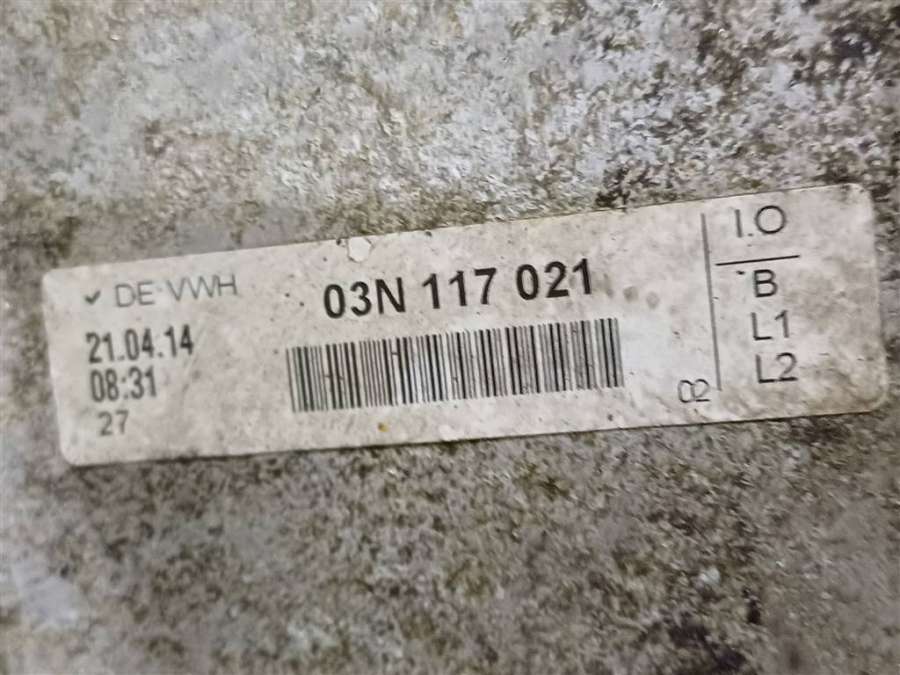 DE VWH
03N 117 021
21.04.14
08:31
27
02
I.O
B
L1
L2